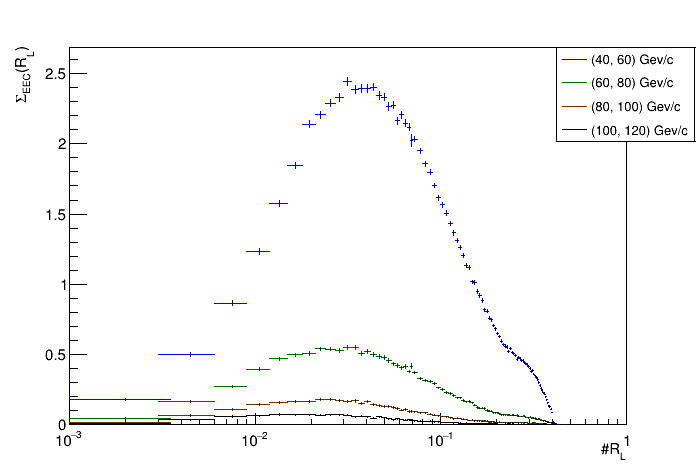 Σ_EEC(R_L)
2.5
2
1.5
1
0.5
0
10⁻³
10⁻²
10⁻¹
1
#R_L
(40, 60) Gev/c
(60, 80) GeV/c
(80, 100) Gev/c
(100, 120) Gev/c